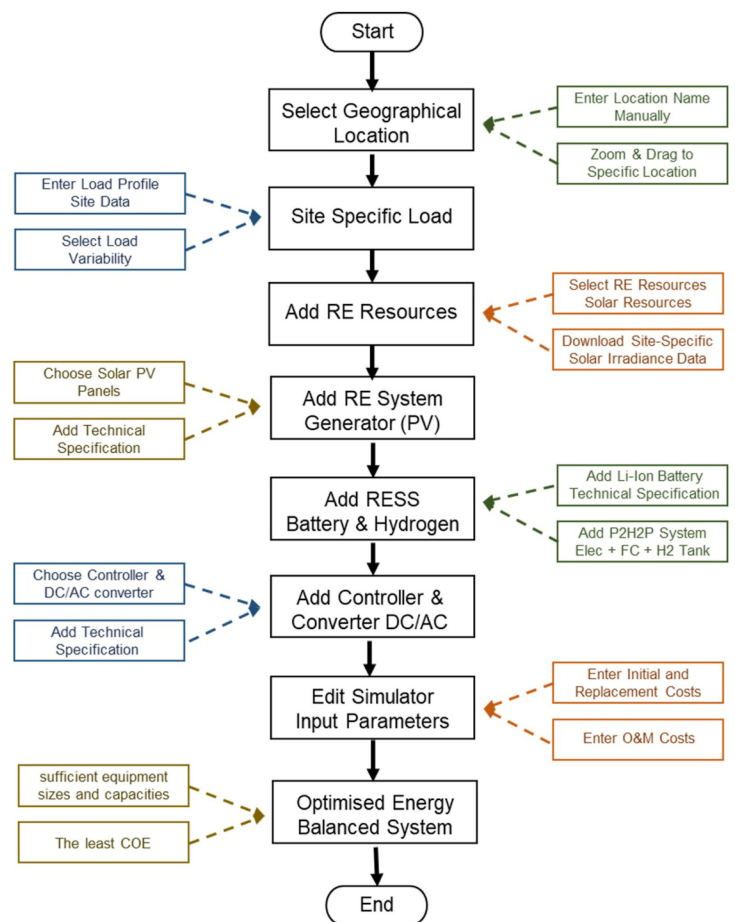 Start
Select Geographical
Location
Enter Location Name
Manually
Zoom & Drag to
Specific Location
Enter Load Profile
Site Data
Select Load
Variability
Site Specific Load
Add RE Resources
Select RE Resources
Solar Resources
Download Site-Specific
Solar Irradiance Data
Choose Solar PV
Panels
Add Technical
Specification
Add RE System
Generator (PV)
Add RESS
Battery & Hydrogen
Add Li-Ion Battery
Technical Specification
Add P2H2P System
Elec + FC + H2 Tank
Choose Controller &
DC/AC converter
Add Technical
Specification
Add Controller &
Converter DC/AC
Edit Simulator
Input Parameters
Enter Initial and
Replacement Costs
Enter O&M Costs
sufficient equipment
sizes and capacities
The least COE
Optimised Energy
Balanced System
End